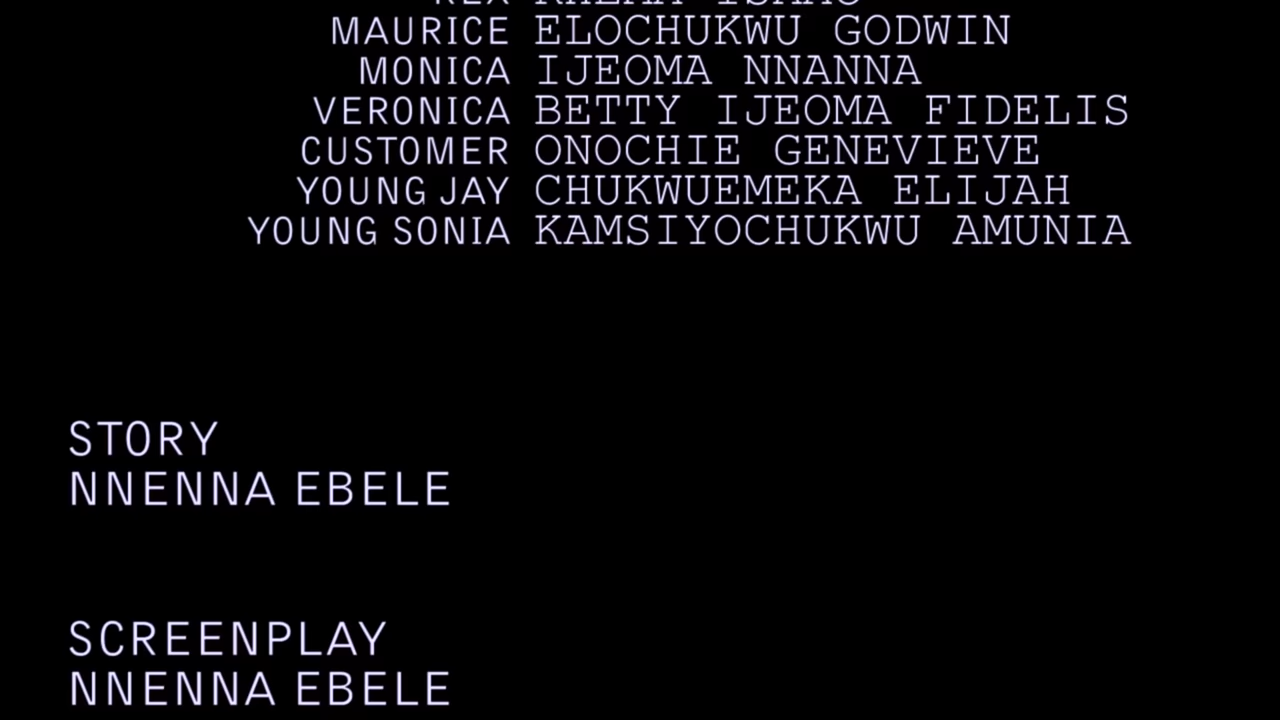 MAURICE ELOCHUKWU GODWIN
MONICA IJEOMA NNANNA
VERONICA BETTY IJEOMA FIDELIS
CUSTOMER ONOCHIE GENEVIEVE
YOUNG JAY CHUKWUEMEKA ELIJAH
YOUNG SONIA KAMSIYOCHUKWU AMUNIA
STORY
NNENNA EBELE
SCREENPLAY
NNENNA EBELE